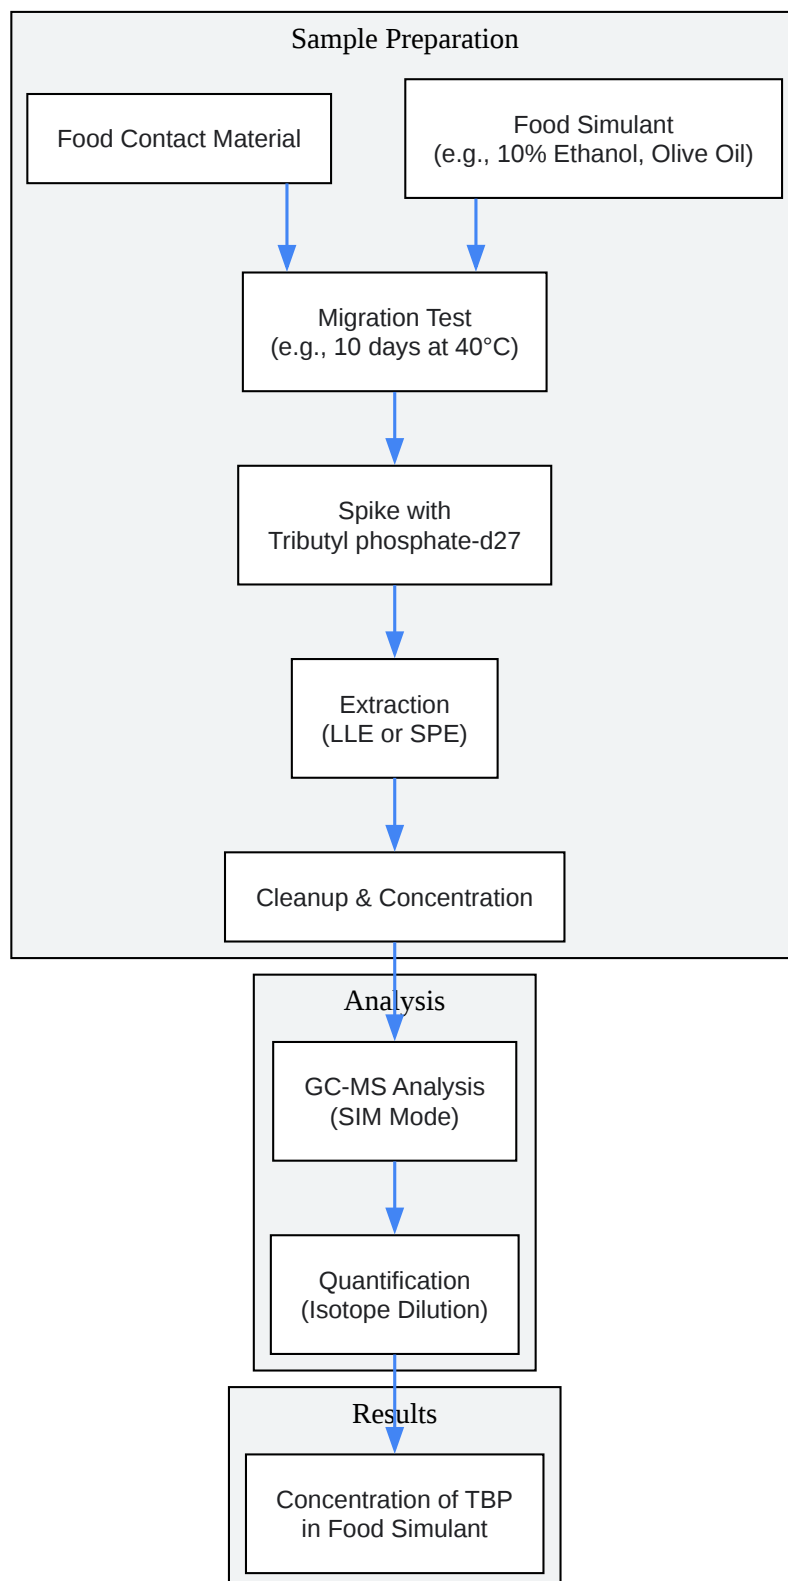 Sample Preparation
Food Contact Material
Food Simulant
(e.g., 10% Ethanol, Olive Oil)
Migration Test
(e.g., 10 days at 40°C)
Spike with
Tributyl phosphate-d27
Extraction
(LLE or SPE)
Cleanup & Concentration
Analysis
GC-MS Analysis
(SIM Mode)
Quantification
(Isotope Dilution)
Results
Concentration of TBP
in Food Simulant